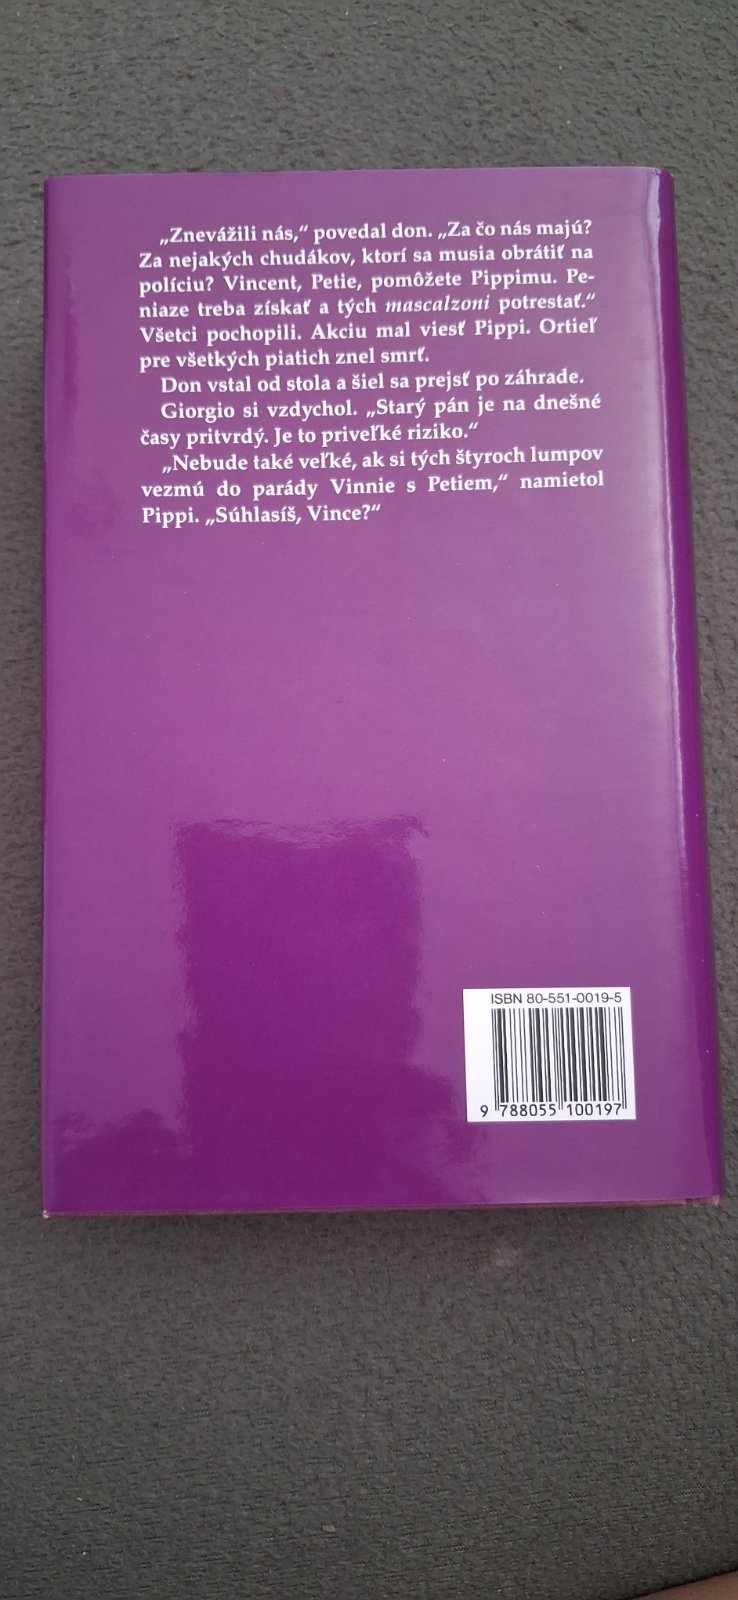 „Znevážili nás,“ povedal don. „Za čo nás majú?
Za nejakých chudákov, ktorí sa musia obrátiť na
políciu? Vincent, Petie, pomôžete Pippimu. Pe-
niaze treba získať a tých mascalzoni potrestať.“
Všetci pochopili. Akciu mal viesť Pippi. Ortieľ
pre všetkých piatich znel smrť.
Don vstal od stola a šiel sa prejsť po záhrade.
Giorgio si vzdychol. „Starý pán je na dnešné
časy pritvrdý. Je to priveľké riziko.“
„Nebude také veľké, ak si tých štyroch lumpov
vezmú do parády Vinnie s Petiem,“ namietol
Pippi. „Súhlasíš, Vince?“
ISBN 80-551-0019-5
9 788055 100197